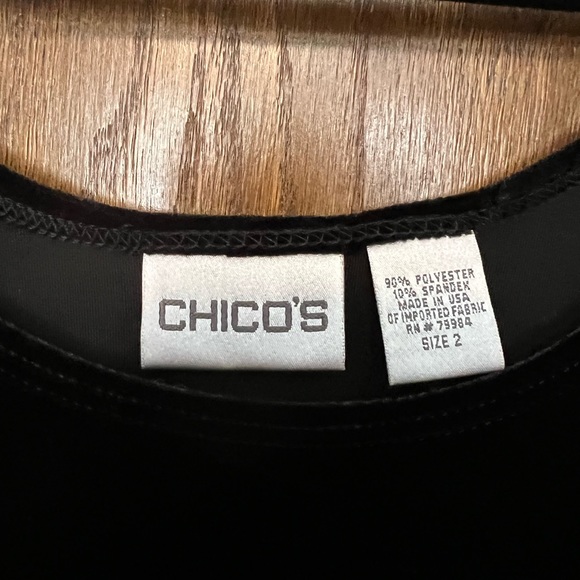 CHICO'S
90% POLYESTER
10% SPANDEX
MADE IN USA
OF IMPORTED FABRIC
RN # 79984
SIZE 2